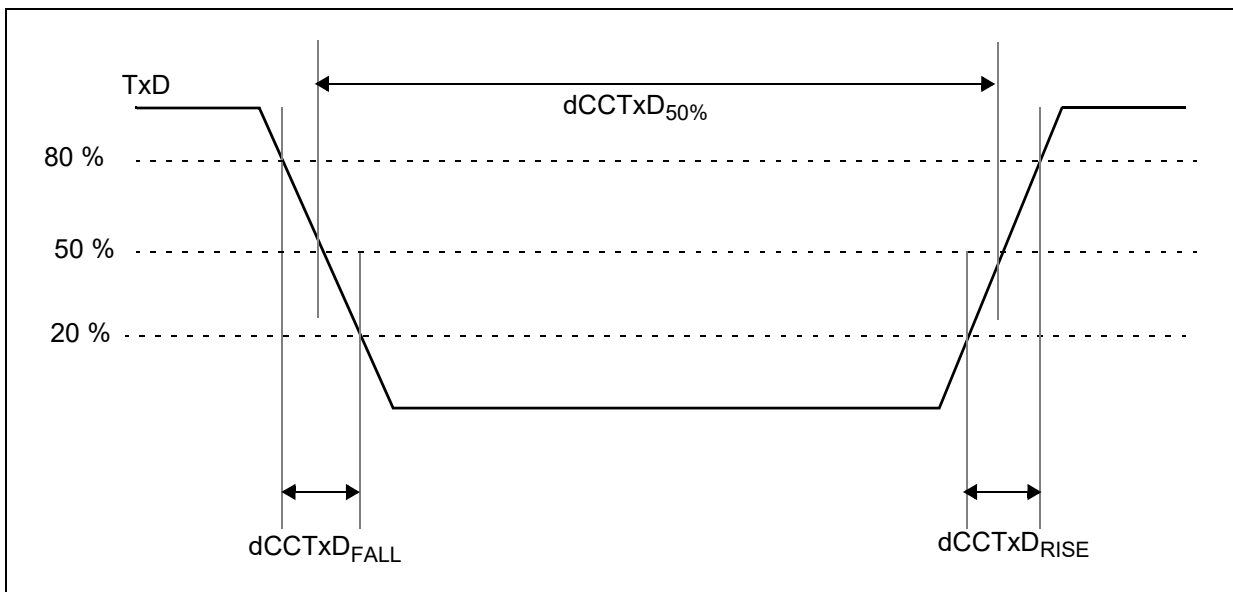 TxD
dCCTxD50%
80 %
50 %
20 %
dCCTxDFALL
dCCTxDRISE